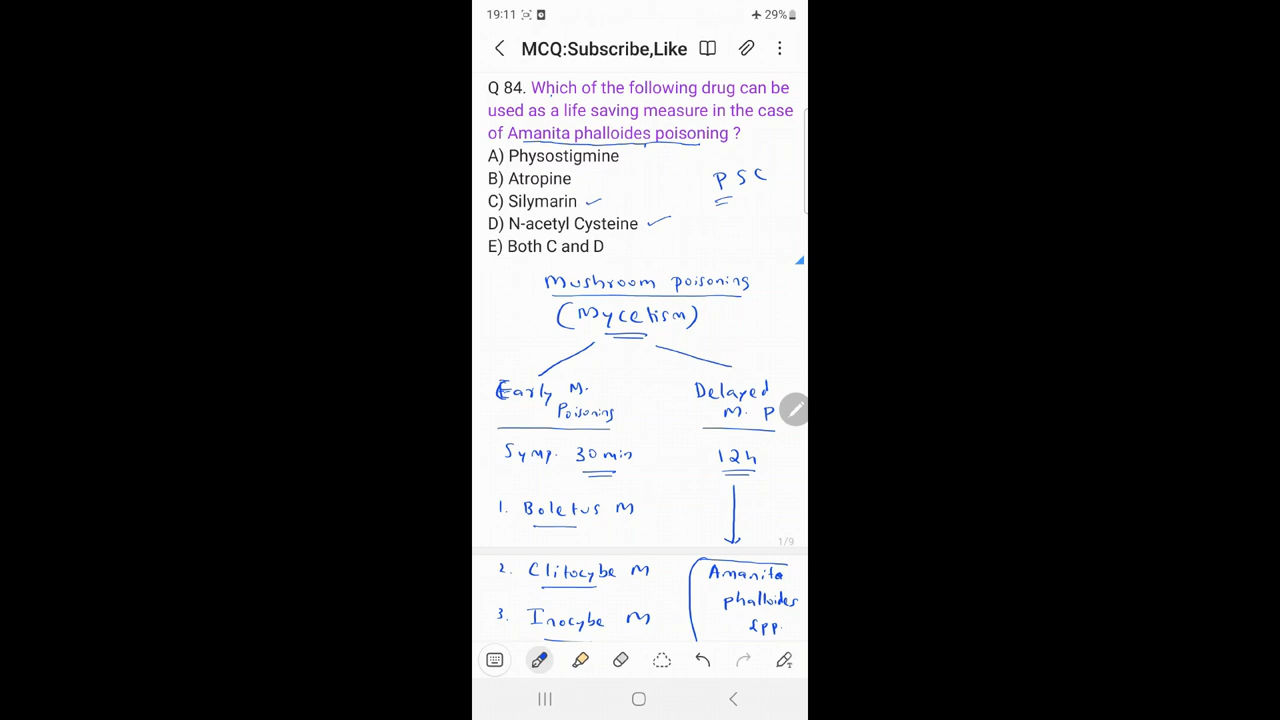 19:11 29%
MCQ:Subscribe,Like
Q 84. Which of the following drug can be
used as a life saving measure in the case
of Amanita phalloides poisoning ?
A) Physostigmine
B) Atropine
C) Silymarin
D) N-acetyl Cysteine
E) Both C and D
PSC
Mushroom poisoning
(Mycetism)
Early M. Poisoning
Delayed M. P
Symp. 30 min
12h
1. Boletus M
1/9
2. Clitocybe M
3. Inocybe M
Amanita
phalloides
spp.